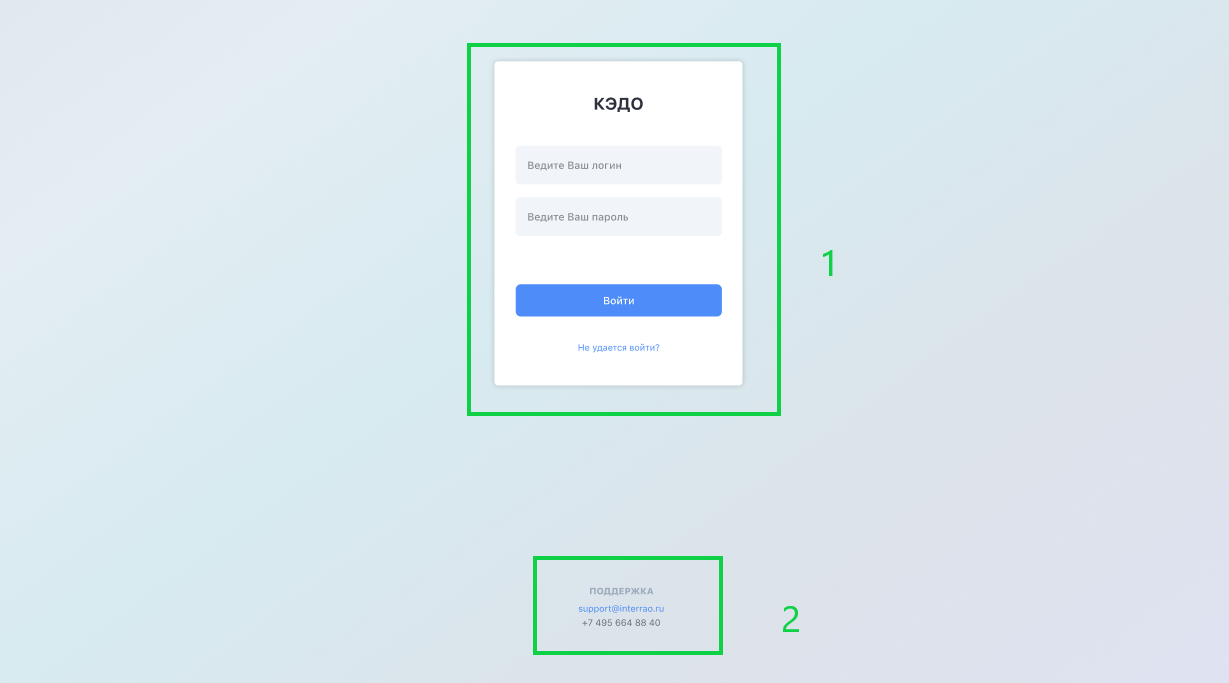 КЭДО
Ведите Ваш логин
Ведите Ваш пароль
1
Войти
Не удается войти?
ПОДДЕРЖКА
support@interrao.ru
+7 495 664 88 40
2